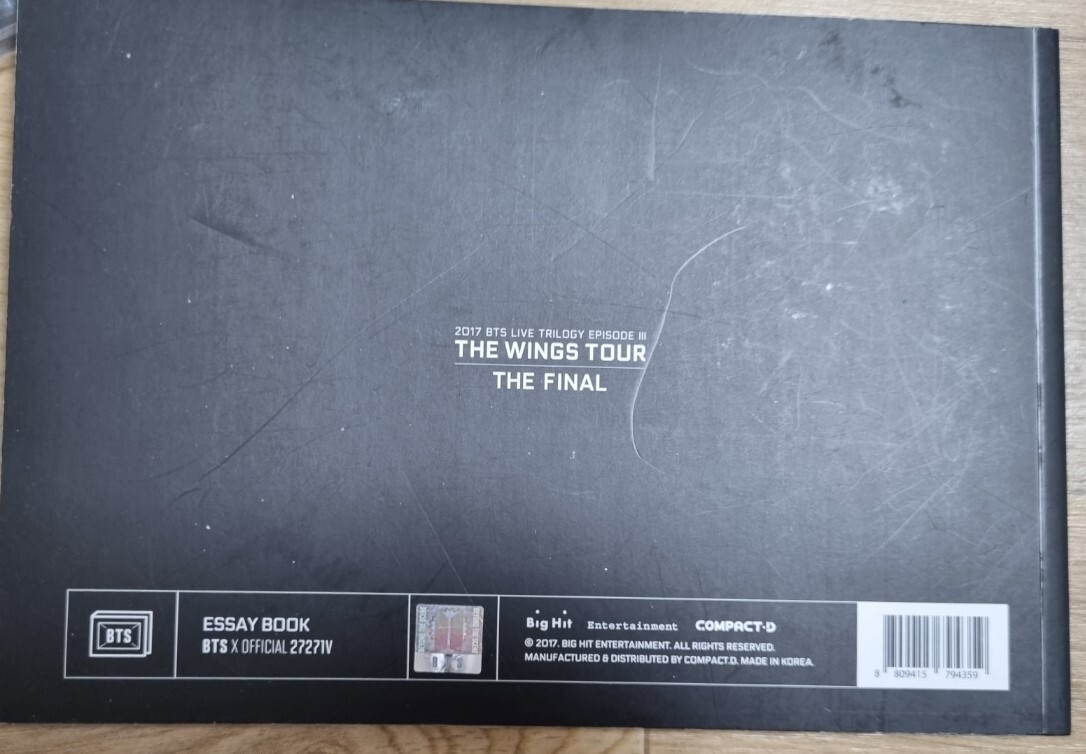 2017 BTS LIVE TRILOGY EPISODE III
THE WINGS TOUR
THE FINAL
BTS
ESSAY BOOK
BTS X OFFICIAL 27271V
Big Hit Entertainment COMPACT·D
© 2017. BIG HIT ENTERTAINMENT. ALL RIGHTS RESERVED.
MANUFACTURED & DISTRIBUTED BY COMPACT.D. MADE IN KOREA.
8 809415 794359